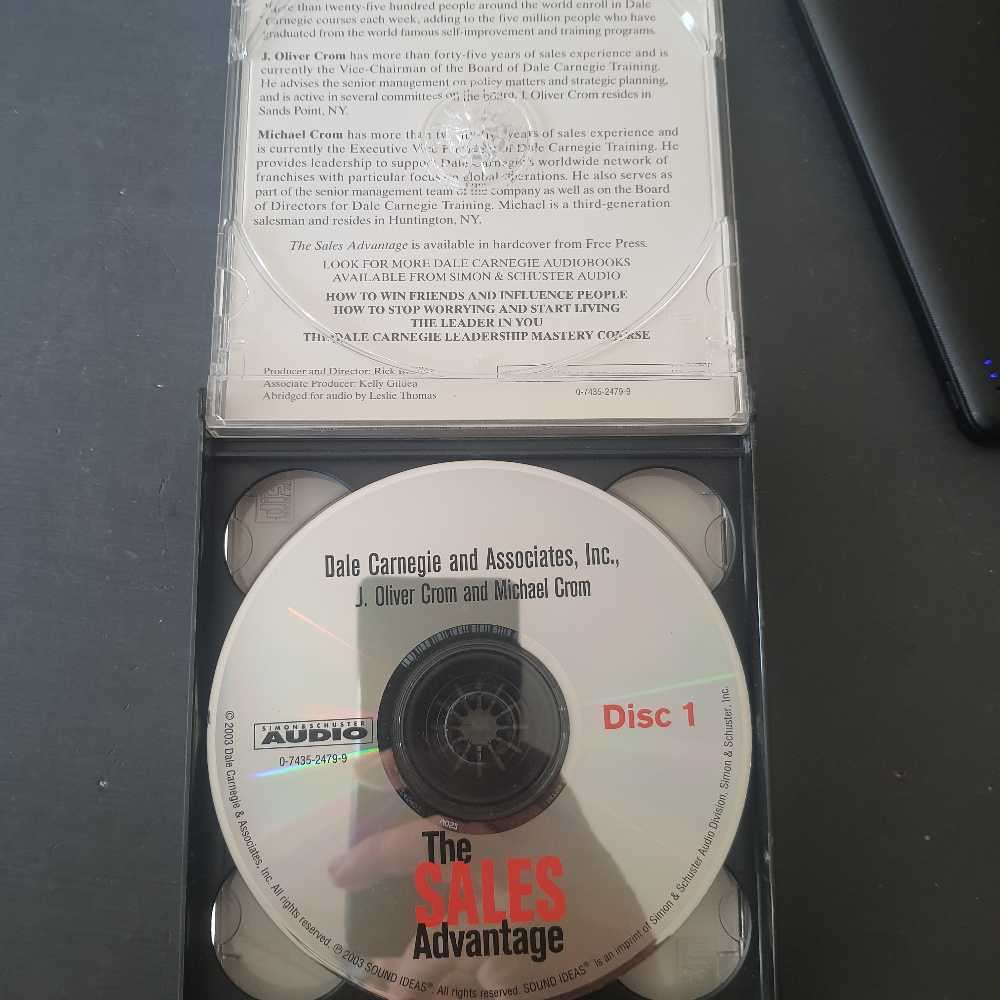 than twenty-five hundred people around the world enroll in Dale
Carnegie courses each week, adding to the five million people who have
graduated from the world famous self-improvement and training programs.
J. Oliver Crom has more than forty-five years of sales experience and is
currently the Vice-Chairman of the Board of Dale Carnegie Training.
He advises the senior management on policy matters and strategic planning,
and is active in several committees on the board. J. Oliver Crom resides in
Sands Point, NY.
Michael Crom has more than twenty-five years of sales experience and
is currently the Executive Vice President of Dale Carnegie Training. He
provides leadership to support Dale Carnegie's worldwide network of
franchises with particular focus on global operations. He also serves as
part of the senior management team of the company as well as on the Board
of Directors for Dale Carnegie Training. Michael is a third-generation
salesman and resides in Huntington, NY.
The Sales Advantage is available in hardcover from Free Press.
LOOK FOR MORE DALE CARNEGIE AUDIOBOOKS
AVAILABLE FROM SIMON & SCHUSTER AUDIO
HOW TO WIN FRIENDS AND INFLUENCE PEOPLE
HOW TO STOP WORRYING AND START LIVING
THE LEADER IN YOU
THE DALE CARNEGIE LEADERSHIP MASTERY COURSE
Producer and Director: Rick
Associate Producer: Kelly Gildea
Abridged for audio by Leslie Thomas
0-7435-2479-9
Dale Carnegie and Associates, Inc.,
J. Oliver Crom and Michael Crom
SIMON & SCHUSTER
AUDIO
0-7435-2479-9
Disc 1
The
SALES
Advantage
© 2003 Dale Carnegie & Associates, Inc. All rights reserved. ℗ 2003 SOUND IDEAS®. All rights reserved. SOUND IDEAS® is an imprint of Simon & Schuster Audio Division, Simon & Schuster, Inc.